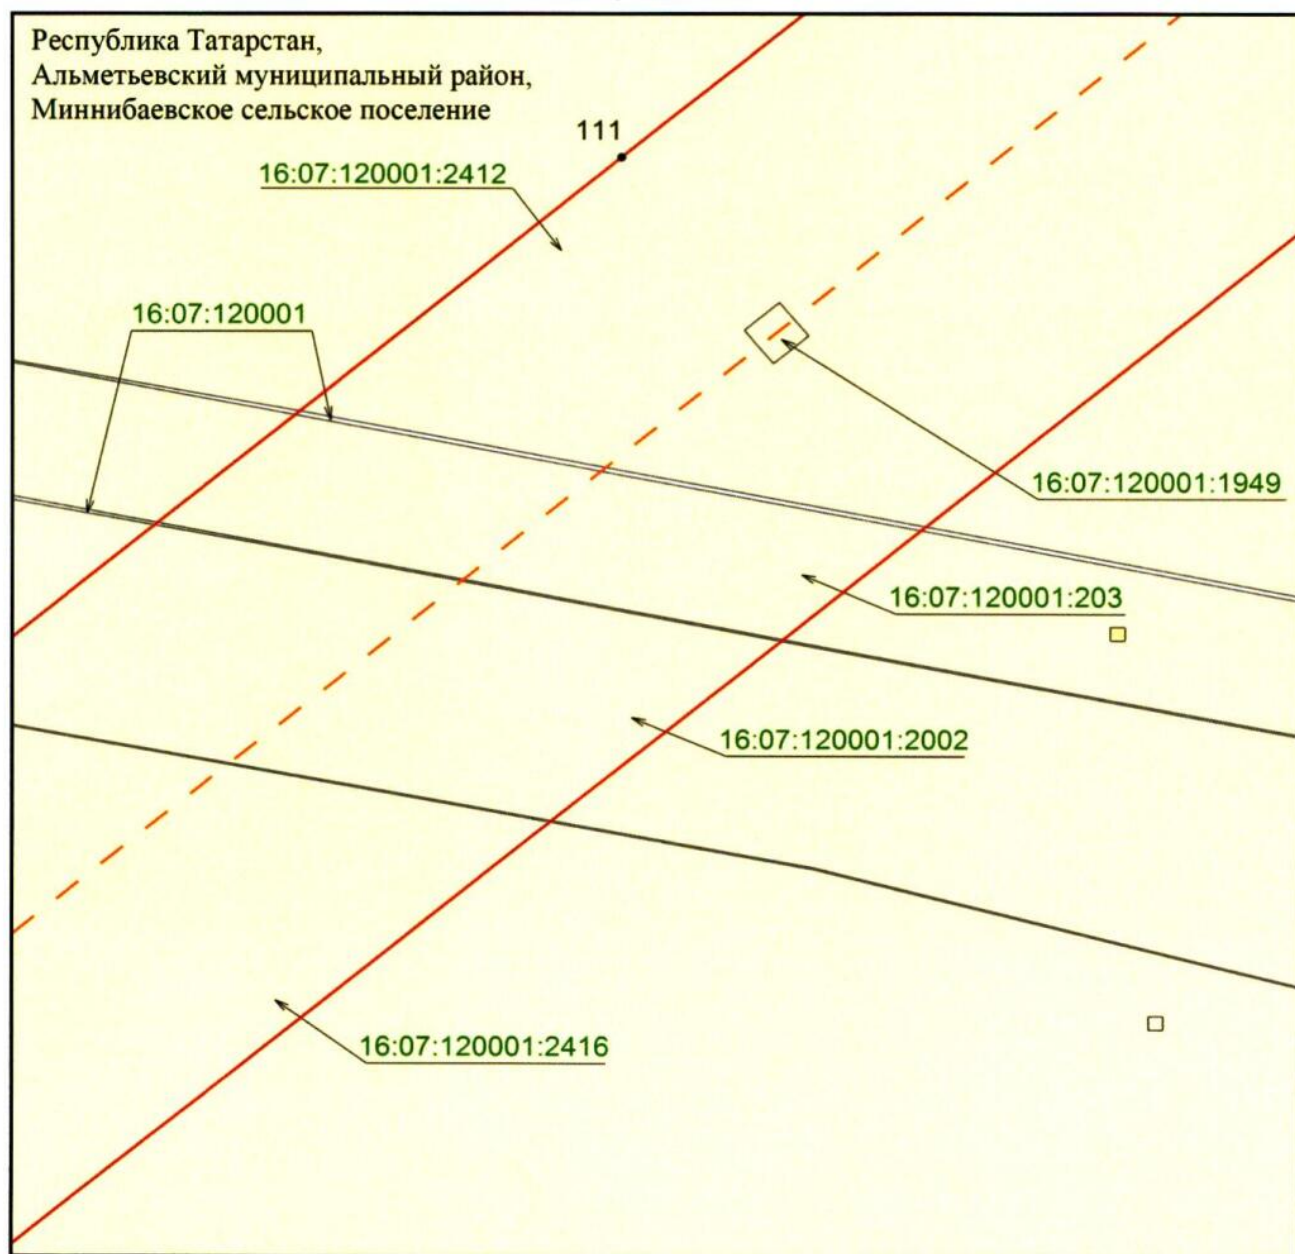 Республика Татарстан,
Альметьевский муниципальный район,
Миннибаевское сельское поселение
111
16:07:120001:2412
16:07:120001
16:07:120001:1949
16:07:120001:203
16:07:120001:2002
16:07:120001:2416